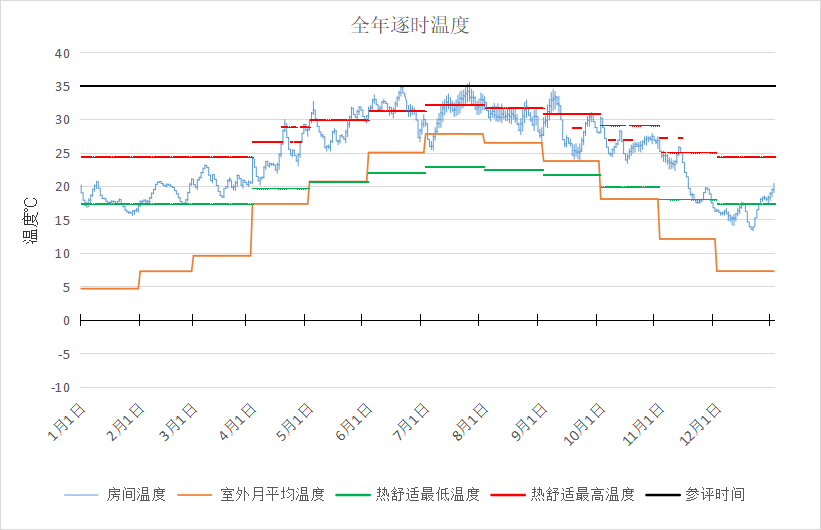 全年逐时温度
40
35
30
25
20
15
10
5
0
-5
-10
温度℃
1月1日
2月1日
3月1日
4月1日
5月1日
6月1日
7月1日
8月1日
9月1日
10月1日
11月1日
12月1日
房间温度
室外月平均温度
热舒适最低温度
热舒适最高温度
参评时间